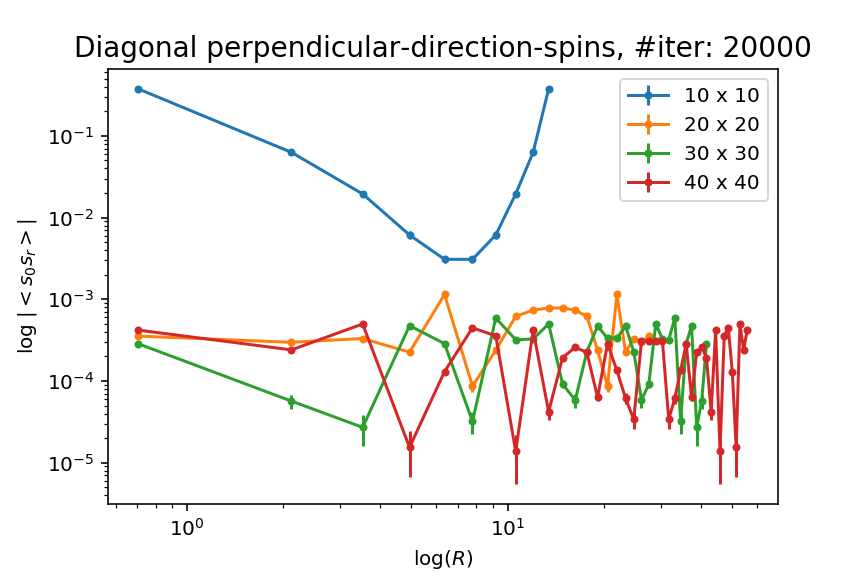 Diagonal perpendicular-direction-spins, #iter: 20000
10 x 10
20 x 20
30 x 30
40 x 40
log | < s₀sᵣ > |
10⁻¹
10⁻²
10⁻³
10⁻⁴
10⁻⁵
10⁰
10¹
log(R)